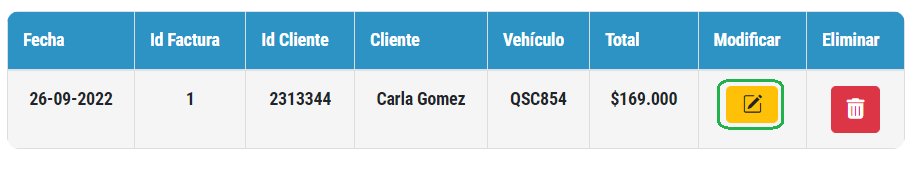 Fecha Id Factura Id Cliente Cliente Vehículo Total Modificar Eliminar
26-09-2022 1 2313344 Carla Gomez QSC854 $169.000